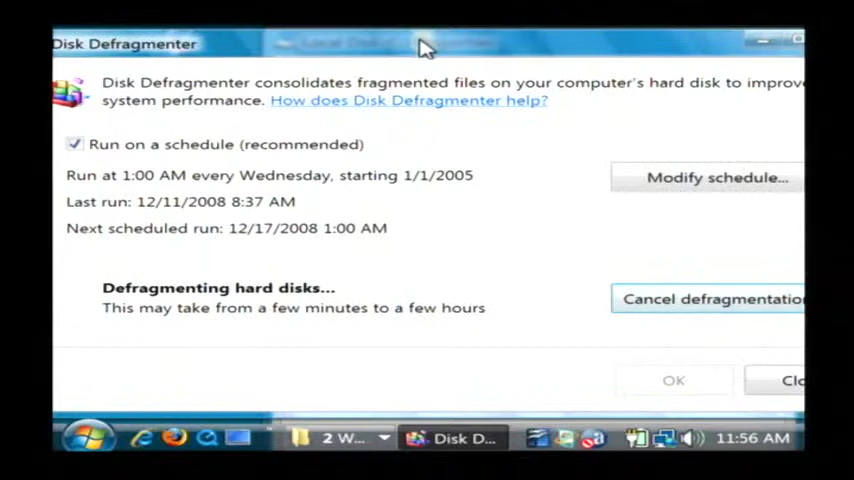 Disk Defragmenter
Disk Defragmenter consolidates fragmented files on your computer's hard disk to improve
system performance. How does Disk Defragmenter help?
Run on a schedule (recommended)
Run at 1:00 AM every Wednesday, starting 1/1/2005
Modify schedule...
Last run: 12/11/2008 8:37 AM
Next scheduled run: 12/17/2008 1:00 AM
Defragmenting hard disks...
This may take from a few minutes to a few hours
Cancel defragmentatio
OK
Clo
2 W...
Disk D...
11:56 AM